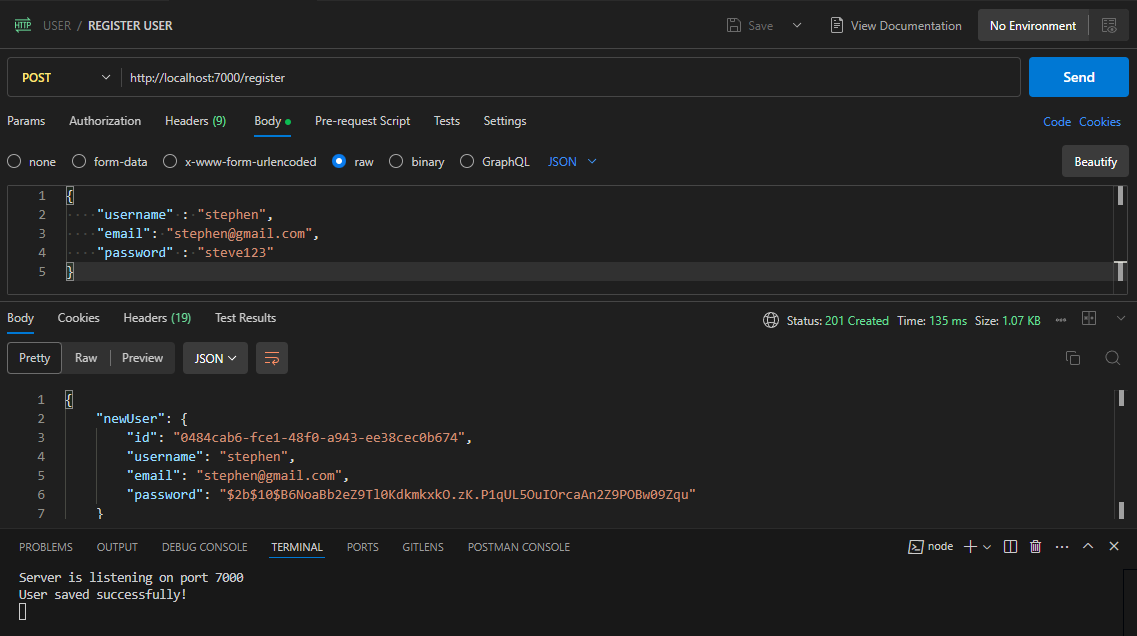 HTTP USER / REGISTER USER Save View Documentation No Environment
POST http://localhost:7000/register Send
Params Authorization Headers (9) Body Pre-request Script Tests Settings Code Cookies
none form-data x-www-form-urlencoded raw binary GraphQL JSON Beautify
1 {
2 ····"username"·:·"stephen",
3 ····"email":·"stephen@gmail.com",
4 ····"password"·:·"steve123"
5 }
Body Cookies Headers (19) Test Results Status: 201 Created Time: 135 ms Size: 1.07 KB
Pretty Raw Preview JSON
1 {
2 "newUser": {
3 "id": "0484cab6-fce1-48f0-a943-ee38cec0b674",
4 "username": "stephen",
5 "email": "stephen@gmail.com",
6 "password": "$2b$10$B6NoaBb2eZ9Tl0KdkmkxkO.zK.P1qUL5OuIOrcaAn2Z9POBw09Zqu"
7 }
PROBLEMS OUTPUT DEBUG CONSOLE TERMINAL PORTS GITLENS POSTMAN CONSOLE node
Server is listening on port 7000
User saved successfully!